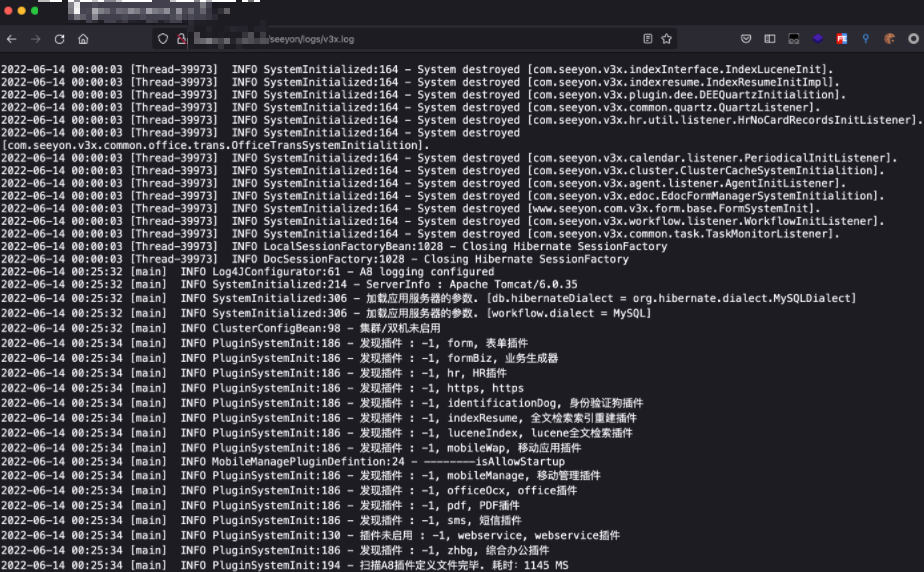 /seeyon/logs/v3x.log
2022-06-14 00:00:03 [Thread-39973]  INFO SystemInitialized:164 - System destroyed [com.seeyon.v3x.indexInterface.IndexLuceneInit].
2022-06-14 00:00:03 [Thread-39973]  INFO SystemInitialized:164 - System destroyed [com.seeyon.v3x.indexresume.IndexResumeInitImpl].
2022-06-14 00:00:03 [Thread-39973]  INFO SystemInitialized:164 - System destroyed [com.seeyon.v3x.plugin.dee.DEEQuartzInitialition].
2022-06-14 00:00:03 [Thread-39973]  INFO SystemInitialized:164 - System destroyed [com.seeyon.v3x.common.quartz.QuartzListener].
2022-06-14 00:00:03 [Thread-39973]  INFO SystemInitialized:164 - System destroyed [com.seeyon.v3x.hr.util.listener.HrNoCardRecordsInitListener].
2022-06-14 00:00:03 [Thread-39973]  INFO SystemInitialized:164 - System destroyed
[com.seeyon.v3x.common.office.trans.OfficeTransSystemInitialition].
2022-06-14 00:00:03 [Thread-39973]  INFO SystemInitialized:164 - System destroyed [com.seeyon.v3x.calendar.listener.PeriodicalInitListener].
2022-06-14 00:00:03 [Thread-39973]  INFO SystemInitialized:164 - System destroyed [com.seeyon.v3x.cluster.ClusterCacheSystemInitialition].
2022-06-14 00:00:03 [Thread-39973]  INFO SystemInitialized:164 - System destroyed [com.seeyon.v3x.agent.listener.AgentInitListener].
2022-06-14 00:00:03 [Thread-39973]  INFO SystemInitialized:164 - System destroyed [com.seeyon.v3x.edoc.EdocFormManagerSystemInitialition].
2022-06-14 00:00:03 [Thread-39973]  INFO SystemInitialized:164 - System destroyed [www.seeyon.com.v3x.form.base.FormSystemInit].
2022-06-14 00:00:03 [Thread-39973]  INFO SystemInitialized:164 - System destroyed [com.seeyon.v3x.workflow.listener.WorkflowInitListener].
2022-06-14 00:00:03 [Thread-39973]  INFO SystemInitialized:164 - System destroyed [com.seeyon.v3x.common.task.TaskMonitorListener].
2022-06-14 00:00:03 [Thread-39973]  INFO LocalSessionFactoryBean:1028 - Closing Hibernate SessionFactory
2022-06-14 00:00:03 [Thread-39973]  INFO DocSessionFactory:1028 - Closing Hibernate SessionFactory
2022-06-14 00:25:32 [main]  INFO Log4JConfigurator:61 - A8 logging configured
2022-06-14 00:25:32 [main]  INFO SystemInitialized:214 - ServerInfo : Apache Tomcat/6.0.35
2022-06-14 00:25:32 [main]  INFO SystemInitialized:306 - 加载应用服务器的参数. [db.hibernateDialect = org.hibernate.dialect.MySQLDialect]
2022-06-14 00:25:32 [main]  INFO SystemInitialized:306 - 加载应用服务器的参数. [workflow.dialect = MySQL]
2022-06-14 00:25:32 [main]  INFO ClusterConfigBean:98 - 集群/双机未启用
2022-06-14 00:25:34 [main]  INFO PluginSystemInit:186 - 发现插件 : -1, form, 表单插件
2022-06-14 00:25:34 [main]  INFO PluginSystemInit:186 - 发现插件 : -1, formBiz, 业务生成器
2022-06-14 00:25:34 [main]  INFO PluginSystemInit:186 - 发现插件 : -1, hr, HR插件
2022-06-14 00:25:34 [main]  INFO PluginSystemInit:186 - 发现插件 : -1, https, https
2022-06-14 00:25:34 [main]  INFO PluginSystemInit:186 - 发现插件 : -1, identificationDog, 身份验证狗插件
2022-06-14 00:25:34 [main]  INFO PluginSystemInit:186 - 发现插件 : -1, indexResume, 全文检索索引重建插件
2022-06-14 00:25:34 [main]  INFO PluginSystemInit:186 - 发现插件 : -1, luceneIndex, lucene全文检索插件
2022-06-14 00:25:34 [main]  INFO PluginSystemInit:186 - 发现插件 : -1, mobileWap, 移动应用插件
2022-06-14 00:25:34 [main]  INFO MobileManagePluginDefintion:24 - --------isAllowStartup
2022-06-14 00:25:34 [main]  INFO PluginSystemInit:186 - 发现插件 : -1, mobileManage, 移动管理插件
2022-06-14 00:25:34 [main]  INFO PluginSystemInit:186 - 发现插件 : -1, officeOcx, office插件
2022-06-14 00:25:34 [main]  INFO PluginSystemInit:186 - 发现插件 : -1, pdf, PDF插件
2022-06-14 00:25:34 [main]  INFO PluginSystemInit:186 - 发现插件 : -1, sms, 短信插件
2022-06-14 00:25:34 [main]  INFO PluginSystemInit:130 - 插件未启用 : -1, webservice, webservice插件
2022-06-14 00:25:34 [main]  INFO PluginSystemInit:186 - 发现插件 : -1, zhbg, 综合办公插件
2022-06-14 00:25:34 [main]  INFO PluginSystemInit:194 - 扫描A8插件定义文件完毕. 耗时: 1145 MS